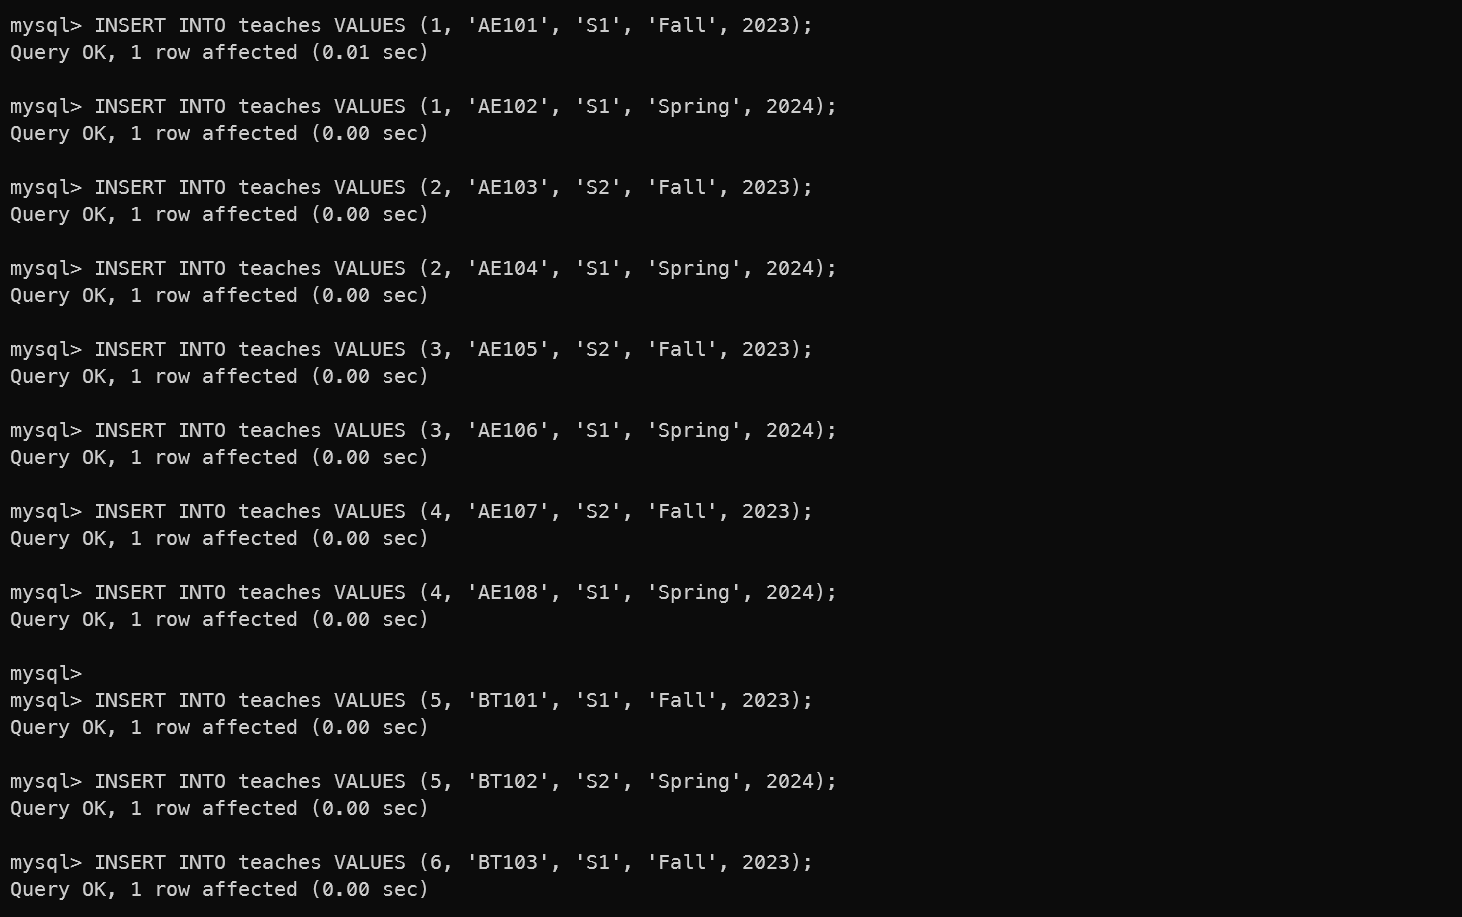 mysql> INSERT INTO teaches VALUES (1, 'AE101', 'S1', 'Fall', 2023);
Query OK, 1 row affected (0.01 sec)
mysql> INSERT INTO teaches VALUES (1, 'AE102', 'S1', 'Spring', 2024);
Query OK, 1 row affected (0.00 sec)
mysql> INSERT INTO teaches VALUES (2, 'AE103', 'S2', 'Fall', 2023);
Query OK, 1 row affected (0.00 sec)
mysql> INSERT INTO teaches VALUES (2, 'AE104', 'S1', 'Spring', 2024);
Query OK, 1 row affected (0.00 sec)
mysql> INSERT INTO teaches VALUES (3, 'AE105', 'S2', 'Fall', 2023);
Query OK, 1 row affected (0.00 sec)
mysql> INSERT INTO teaches VALUES (3, 'AE106', 'S1', 'Spring', 2024);
Query OK, 1 row affected (0.00 sec)
mysql> INSERT INTO teaches VALUES (4, 'AE107', 'S2', 'Fall', 2023);
Query OK, 1 row affected (0.00 sec)
mysql> INSERT INTO teaches VALUES (4, 'AE108', 'S1', 'Spring', 2024);
Query OK, 1 row affected (0.00 sec)
mysql>
mysql> INSERT INTO teaches VALUES (5, 'BT101', 'S1', 'Fall', 2023);
Query OK, 1 row affected (0.00 sec)
mysql> INSERT INTO teaches VALUES (5, 'BT102', 'S2', 'Spring', 2024);
Query OK, 1 row affected (0.00 sec)
mysql> INSERT INTO teaches VALUES (6, 'BT103', 'S1', 'Fall', 2023);
Query OK, 1 row affected (0.00 sec)